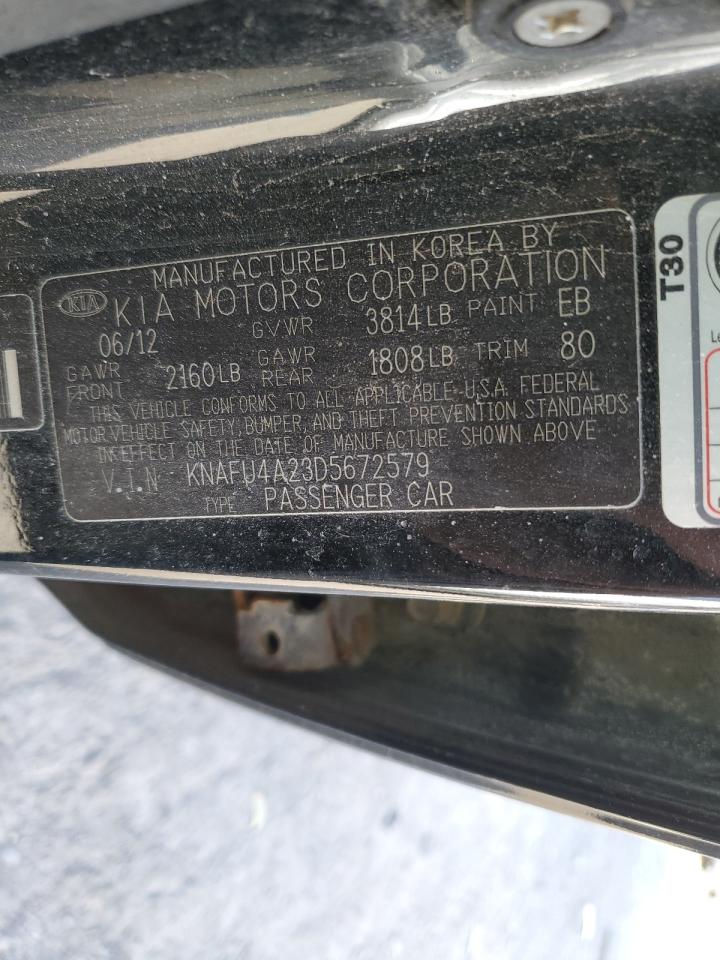 MANUFACTURED IN KOREA BY
KIA KIA MOTORS CORPORATION
06/12 GVWR 3814LB PAINT EB
GAWR FRONT 2160LB GAWR REAR 1808LB TRIM 80
THIS VEHICLE CONFORMS TO ALL APPLICABLE U.S.A. FEDERAL
MOTOR VEHICLE SAFETY, BUMPER, AND THEFT PREVENTION STANDARDS
IN EFFECT ON THE DATE OF MANUFACTURE SHOWN ABOVE
V.I.N KNAFU4A23D5672579
TYPE PASSENGER CAR
T30